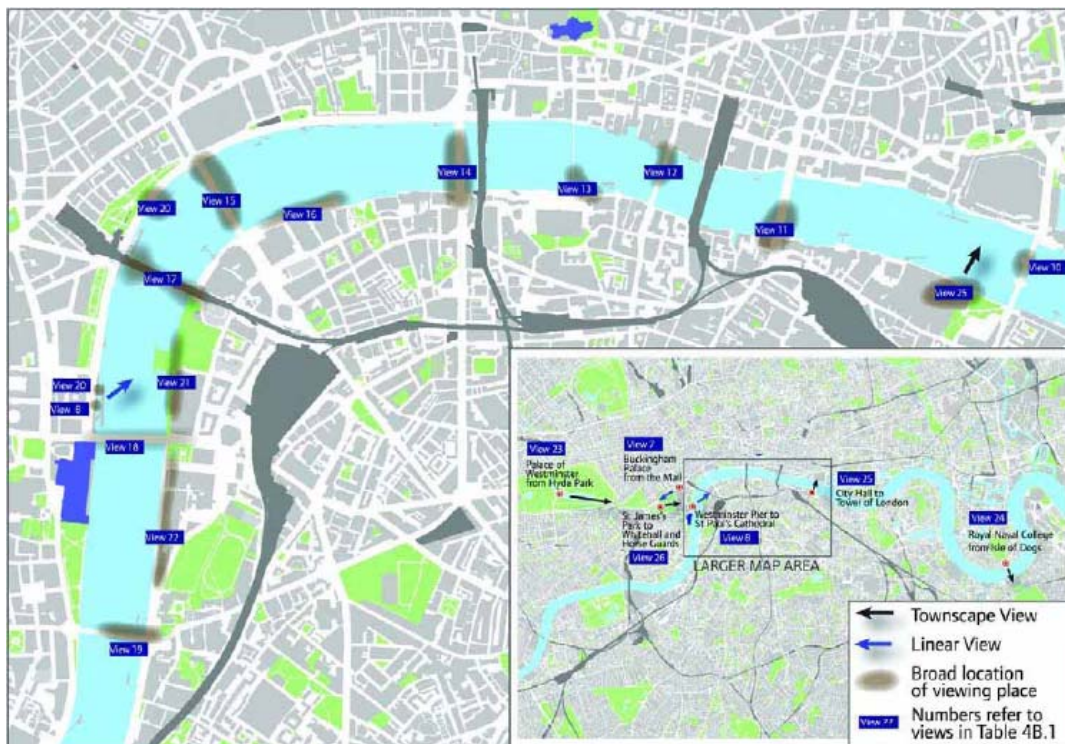 View 14
View 12
View 13
View 15
View 20
View 16
View 11
View 10
View 17
View 25
View 20
View 21
View 8
View 18
View 22
View 19
View 23
Palace of
Westminster
from Hyde Park
View 7
Buckingham
Palace
from the Mall
St. James's
Park to
Whitehall and
Horse Guards
View 26
Westminster Pier to
St Paul's Cathedral
View 8
LARGER MAP AREA
View 25
City Hall to
Tower of London
View 24
Royal Naval College
from Isle of Dogs
Townscape View
Linear View
Broad location
of viewing place
View
Numbers refer to
views in Table 4B.1